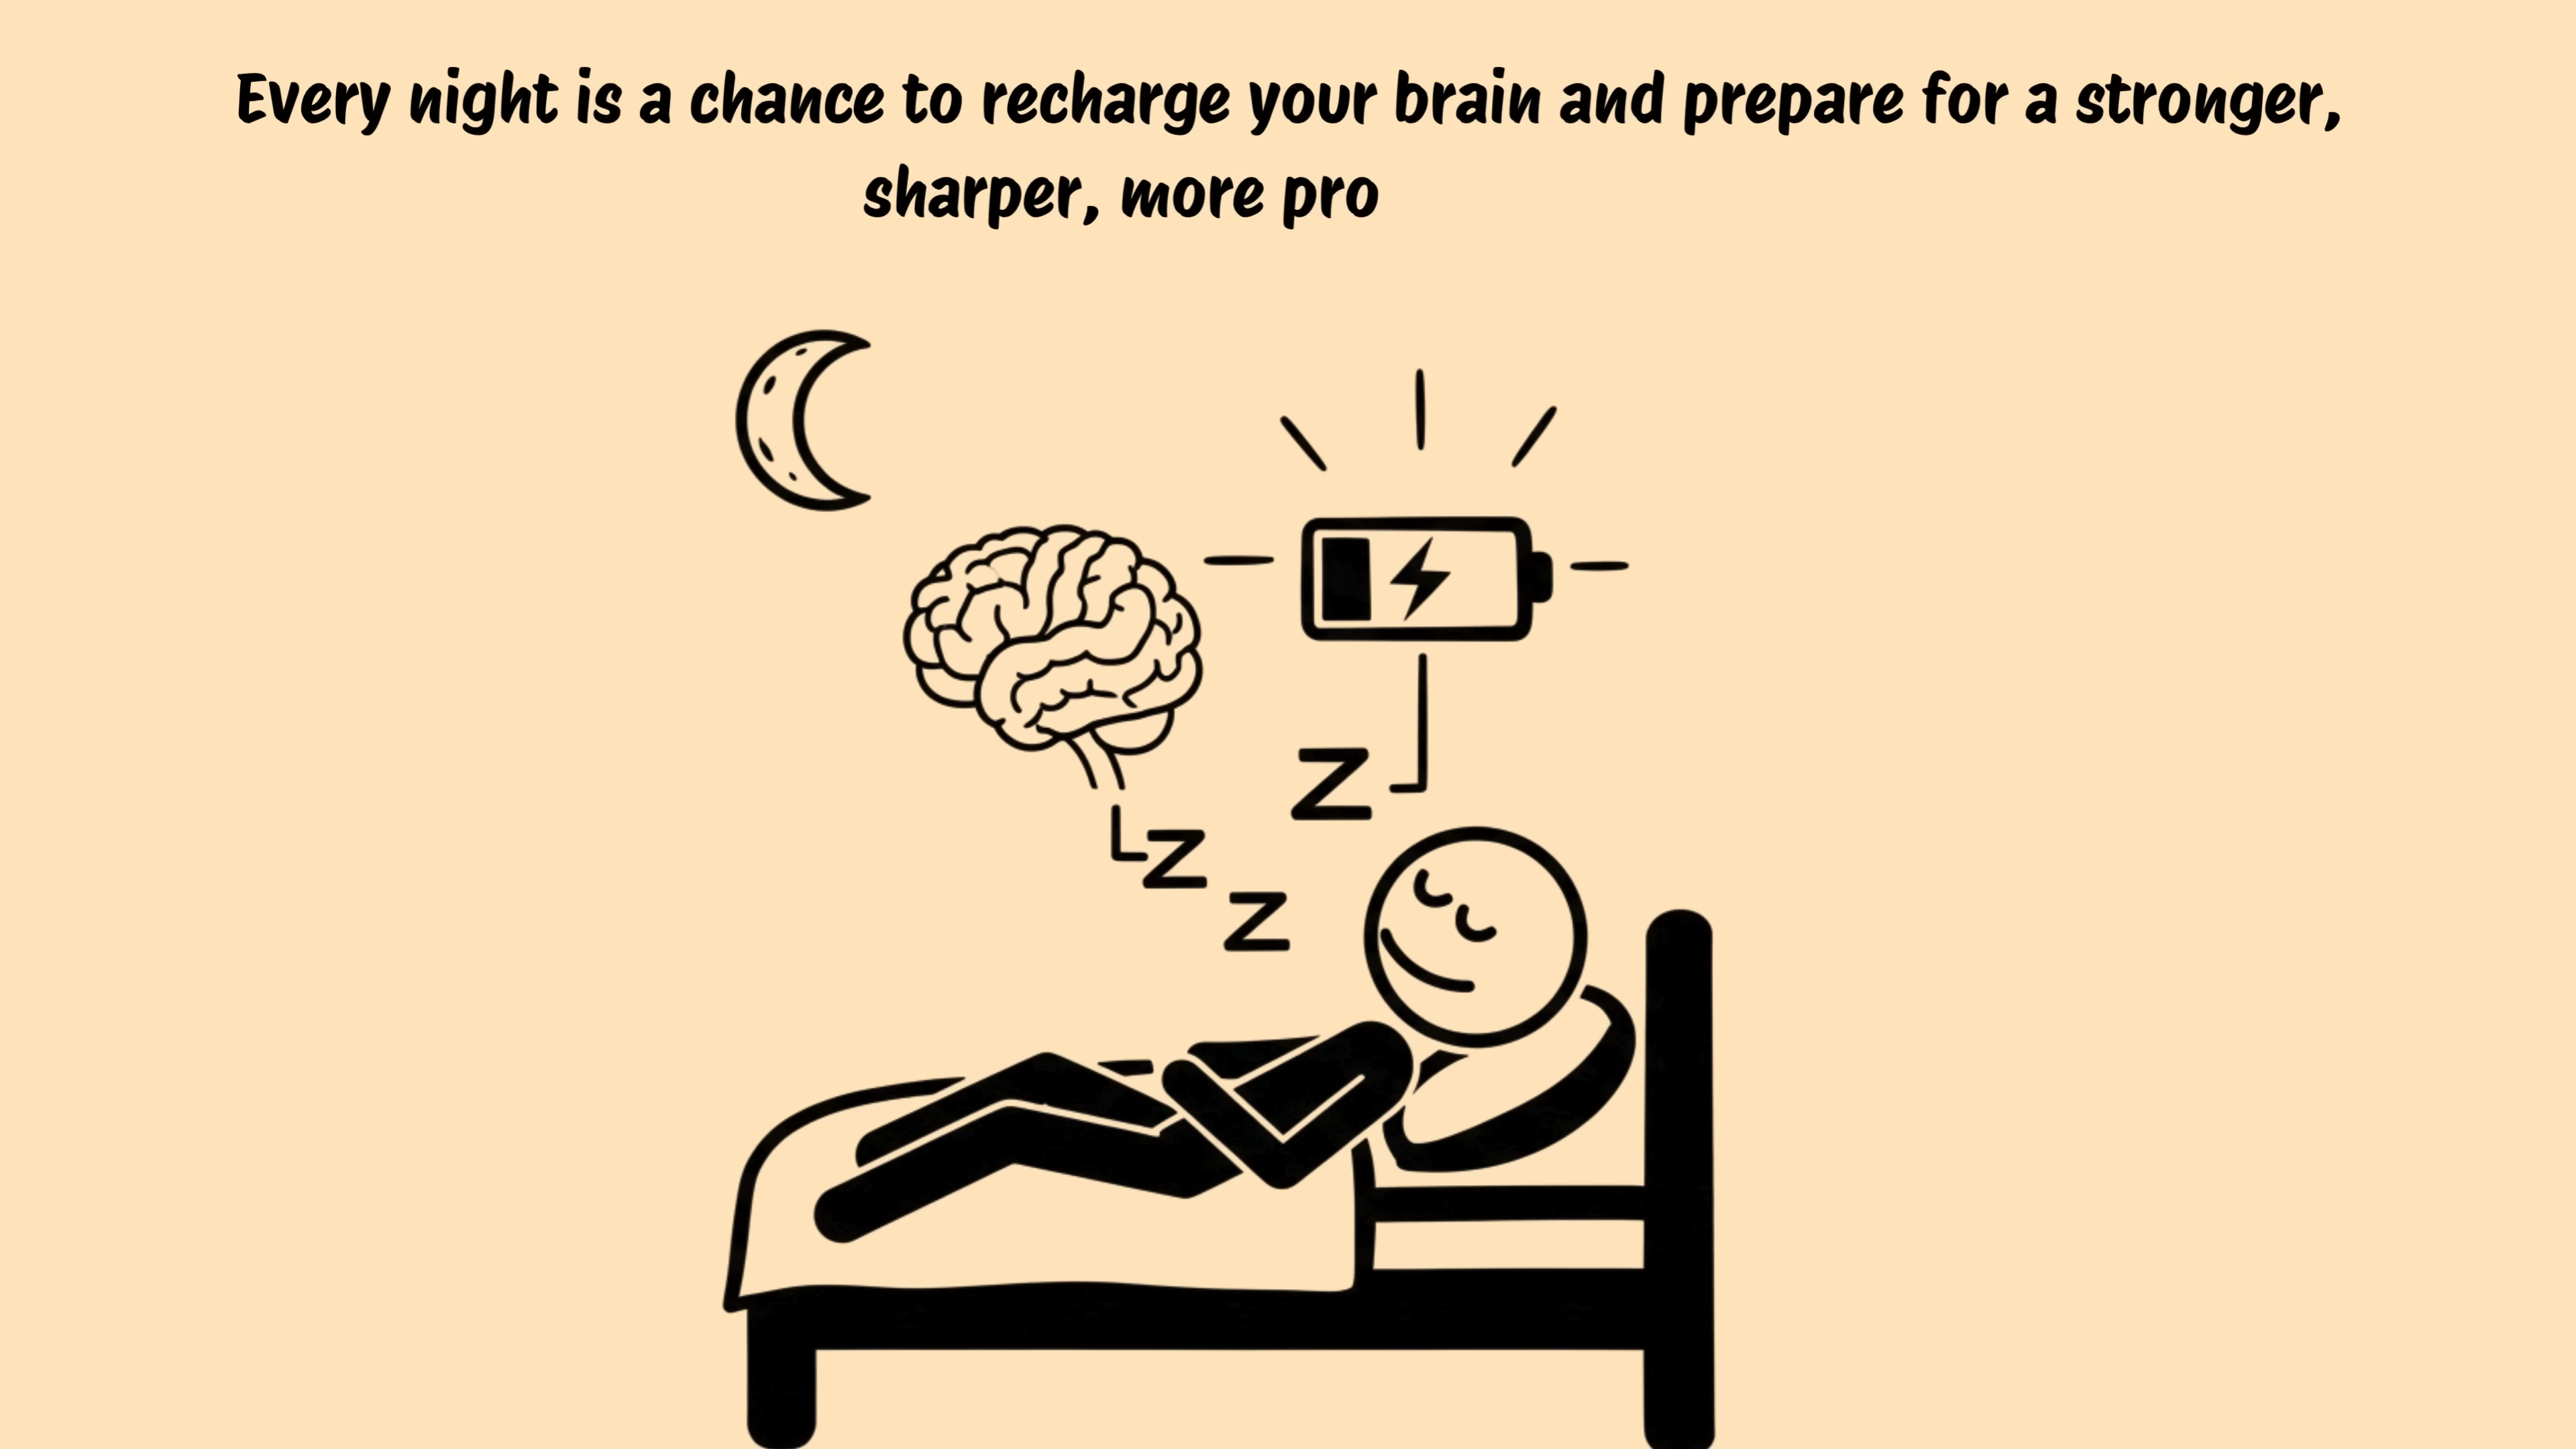 Every night is a chance to recharge your brain and prepare for a stronger,
sharper, more pro
Z
Z
Z